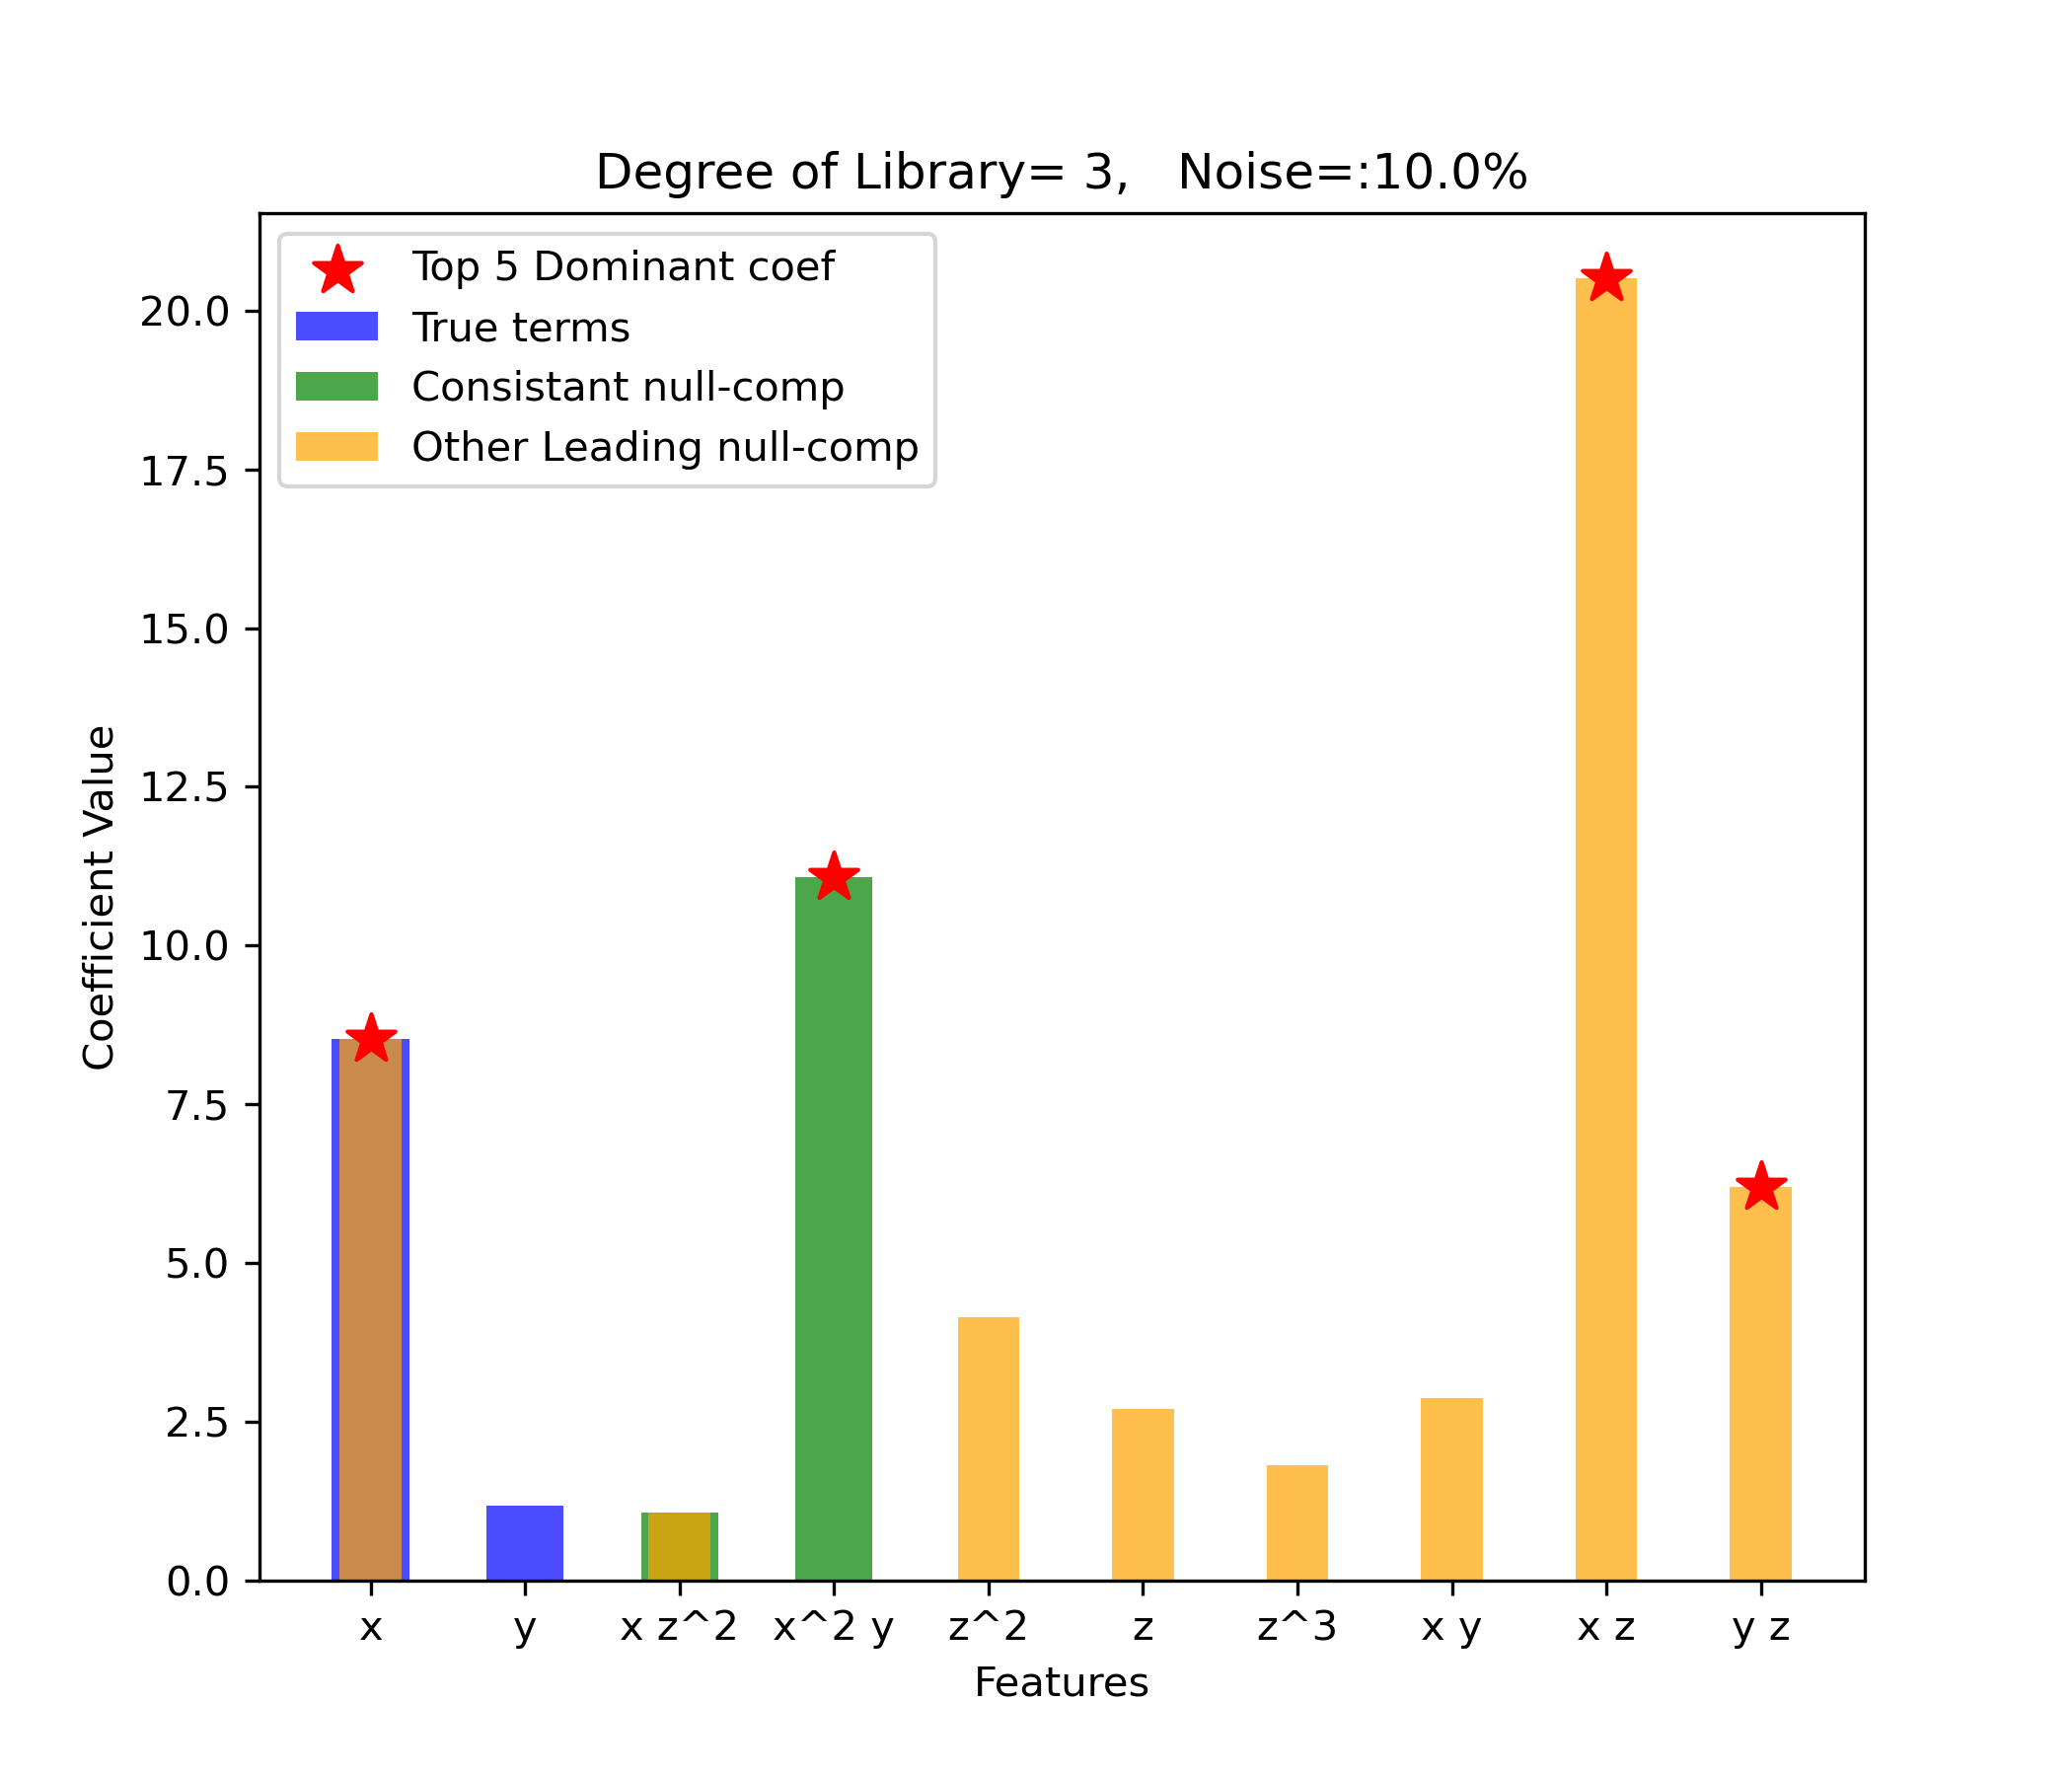 Degree of Library= 3,   Noise=:10.0%
Top 5 Dominant coef
True terms
Consistant null-comp
Other Leading null-comp
20.0
17.5
15.0
12.5
10.0
7.5
5.0
2.5
0.0
Coefficient Value
x y x z^2 x^2 y z^2 z z^3 x y x z y z
Features